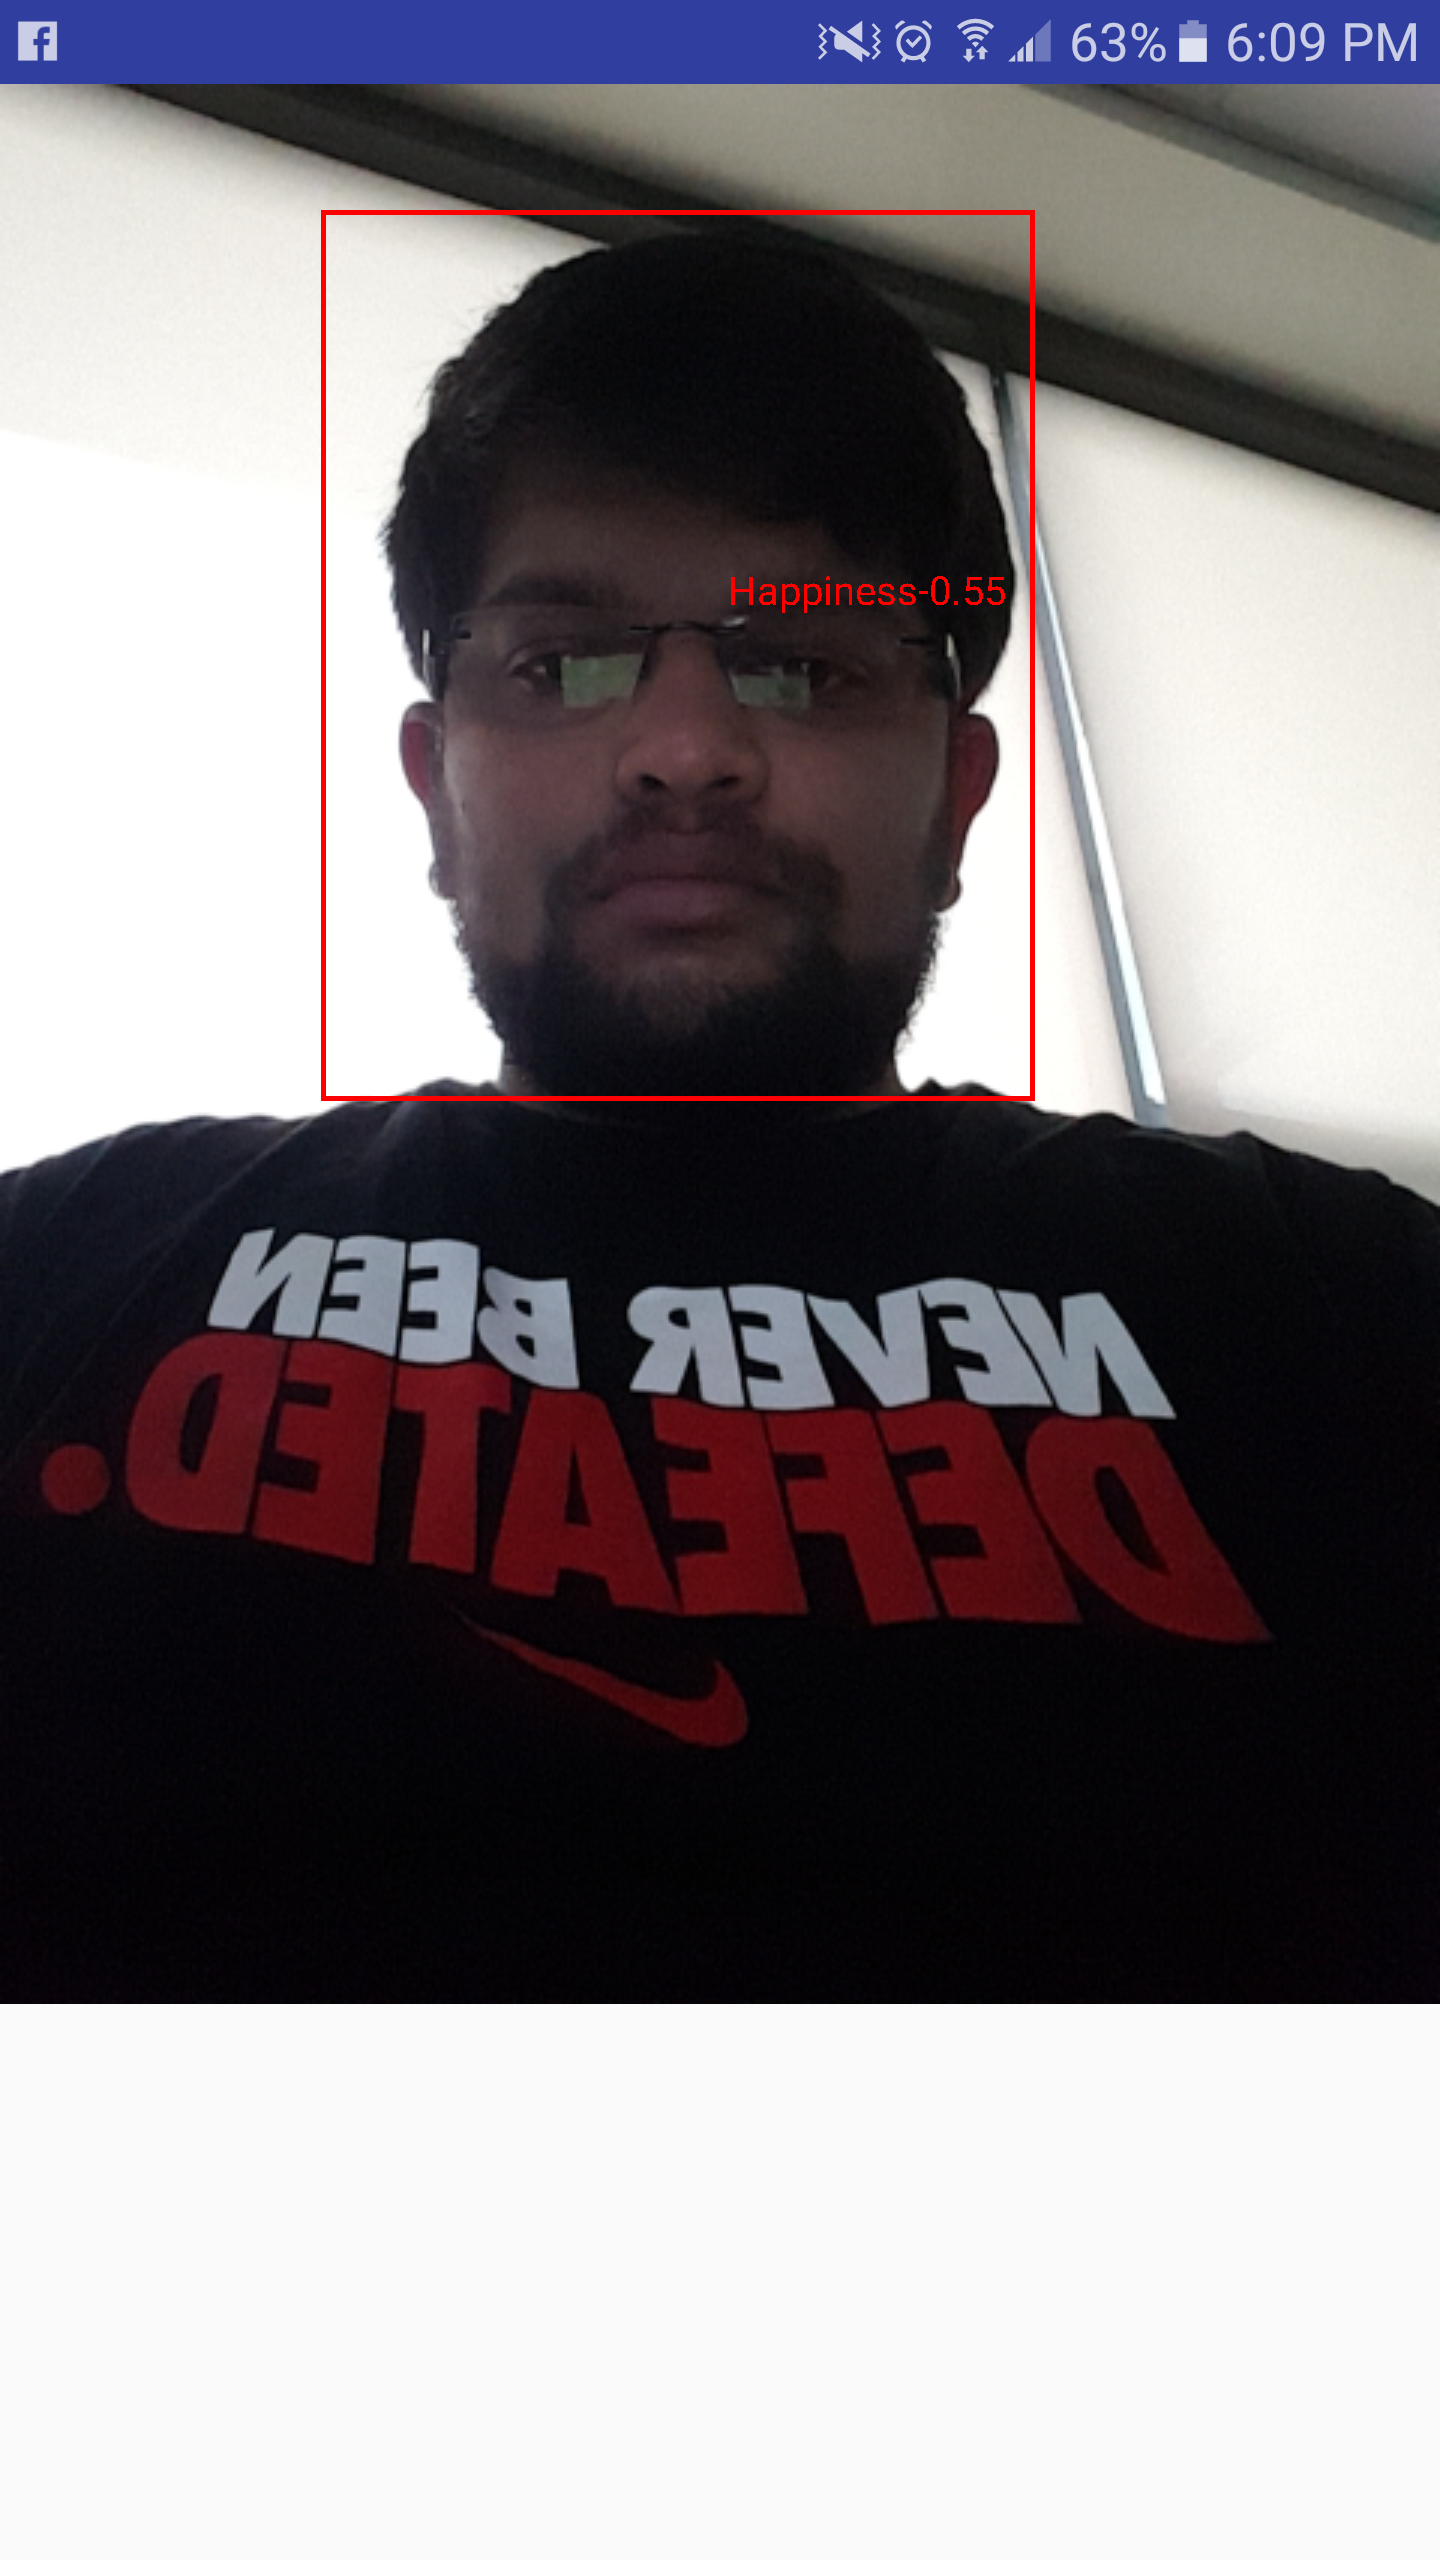 63% 6:09 PM
Happiness-0.55
NEVER BEEN
DEFEATED.